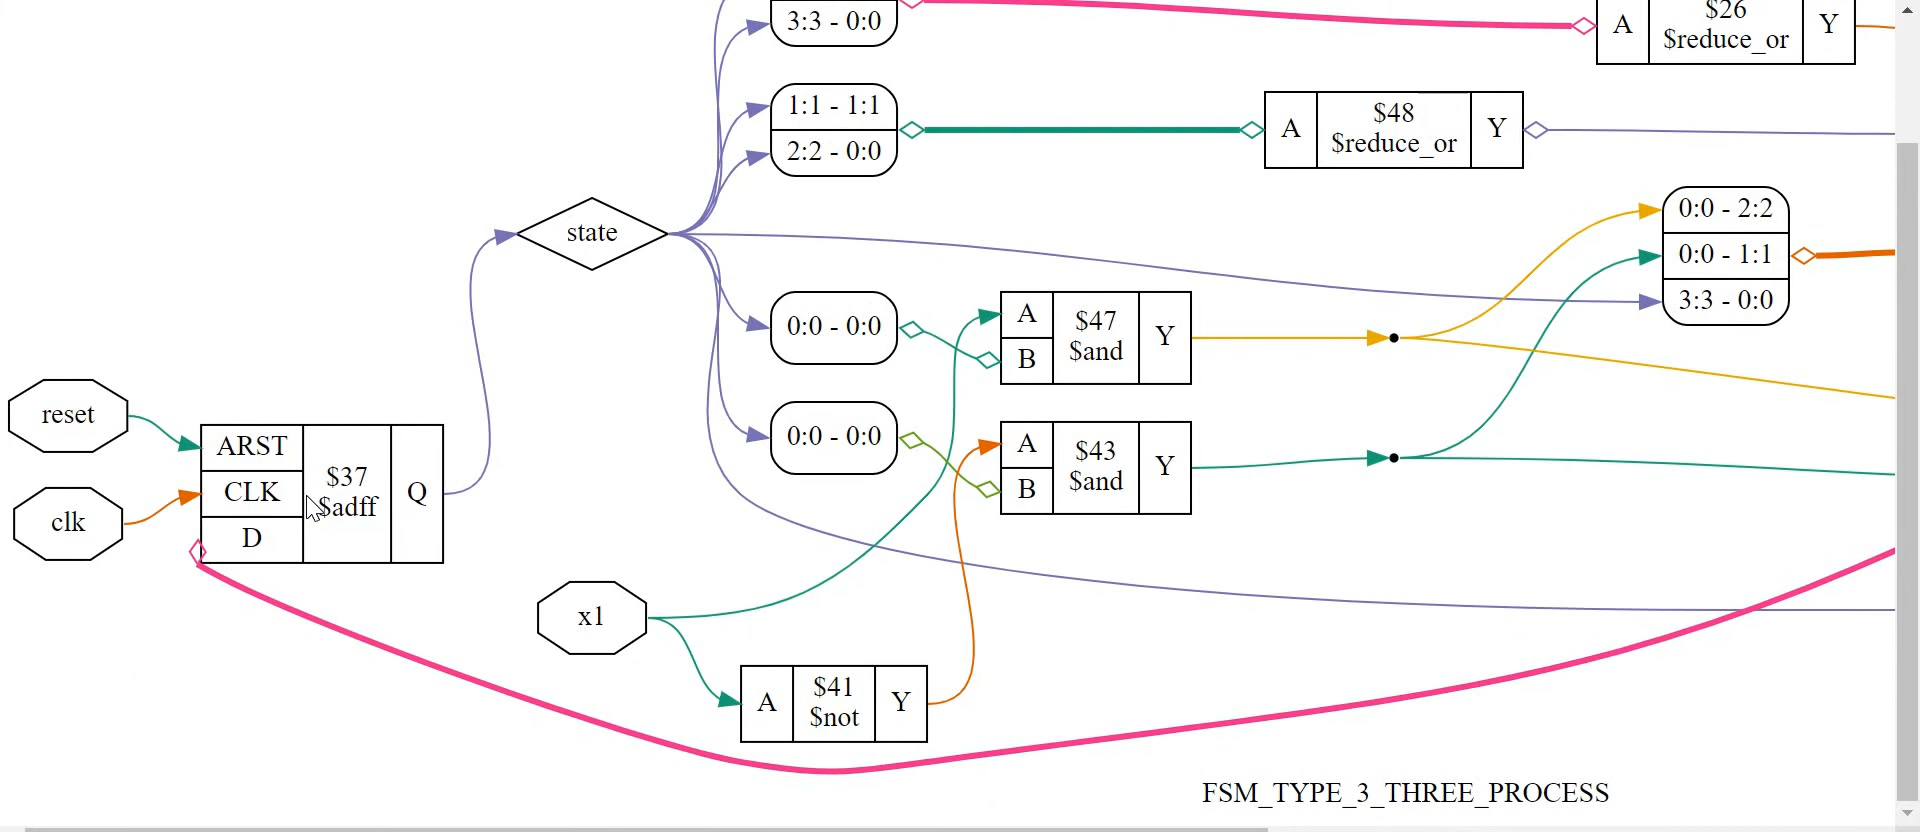 3:3 - 0:0
A
$26
$reduce_or
Y
1:1 - 1:1
2:2 - 0:0
A
$48
$reduce_or
Y
0:0 - 2:2
0:0 - 1:1
3:3 - 0:0
state
0:0 - 0:0
A
B
$47
$and
Y
0:0 - 0:0
A
B
$43
$and
Y
reset
clk
ARST
CLK
D
$37
$adff
Q
x1
A
$41
$not
Y
FSM_TYPE_3_THREE_PROCESS